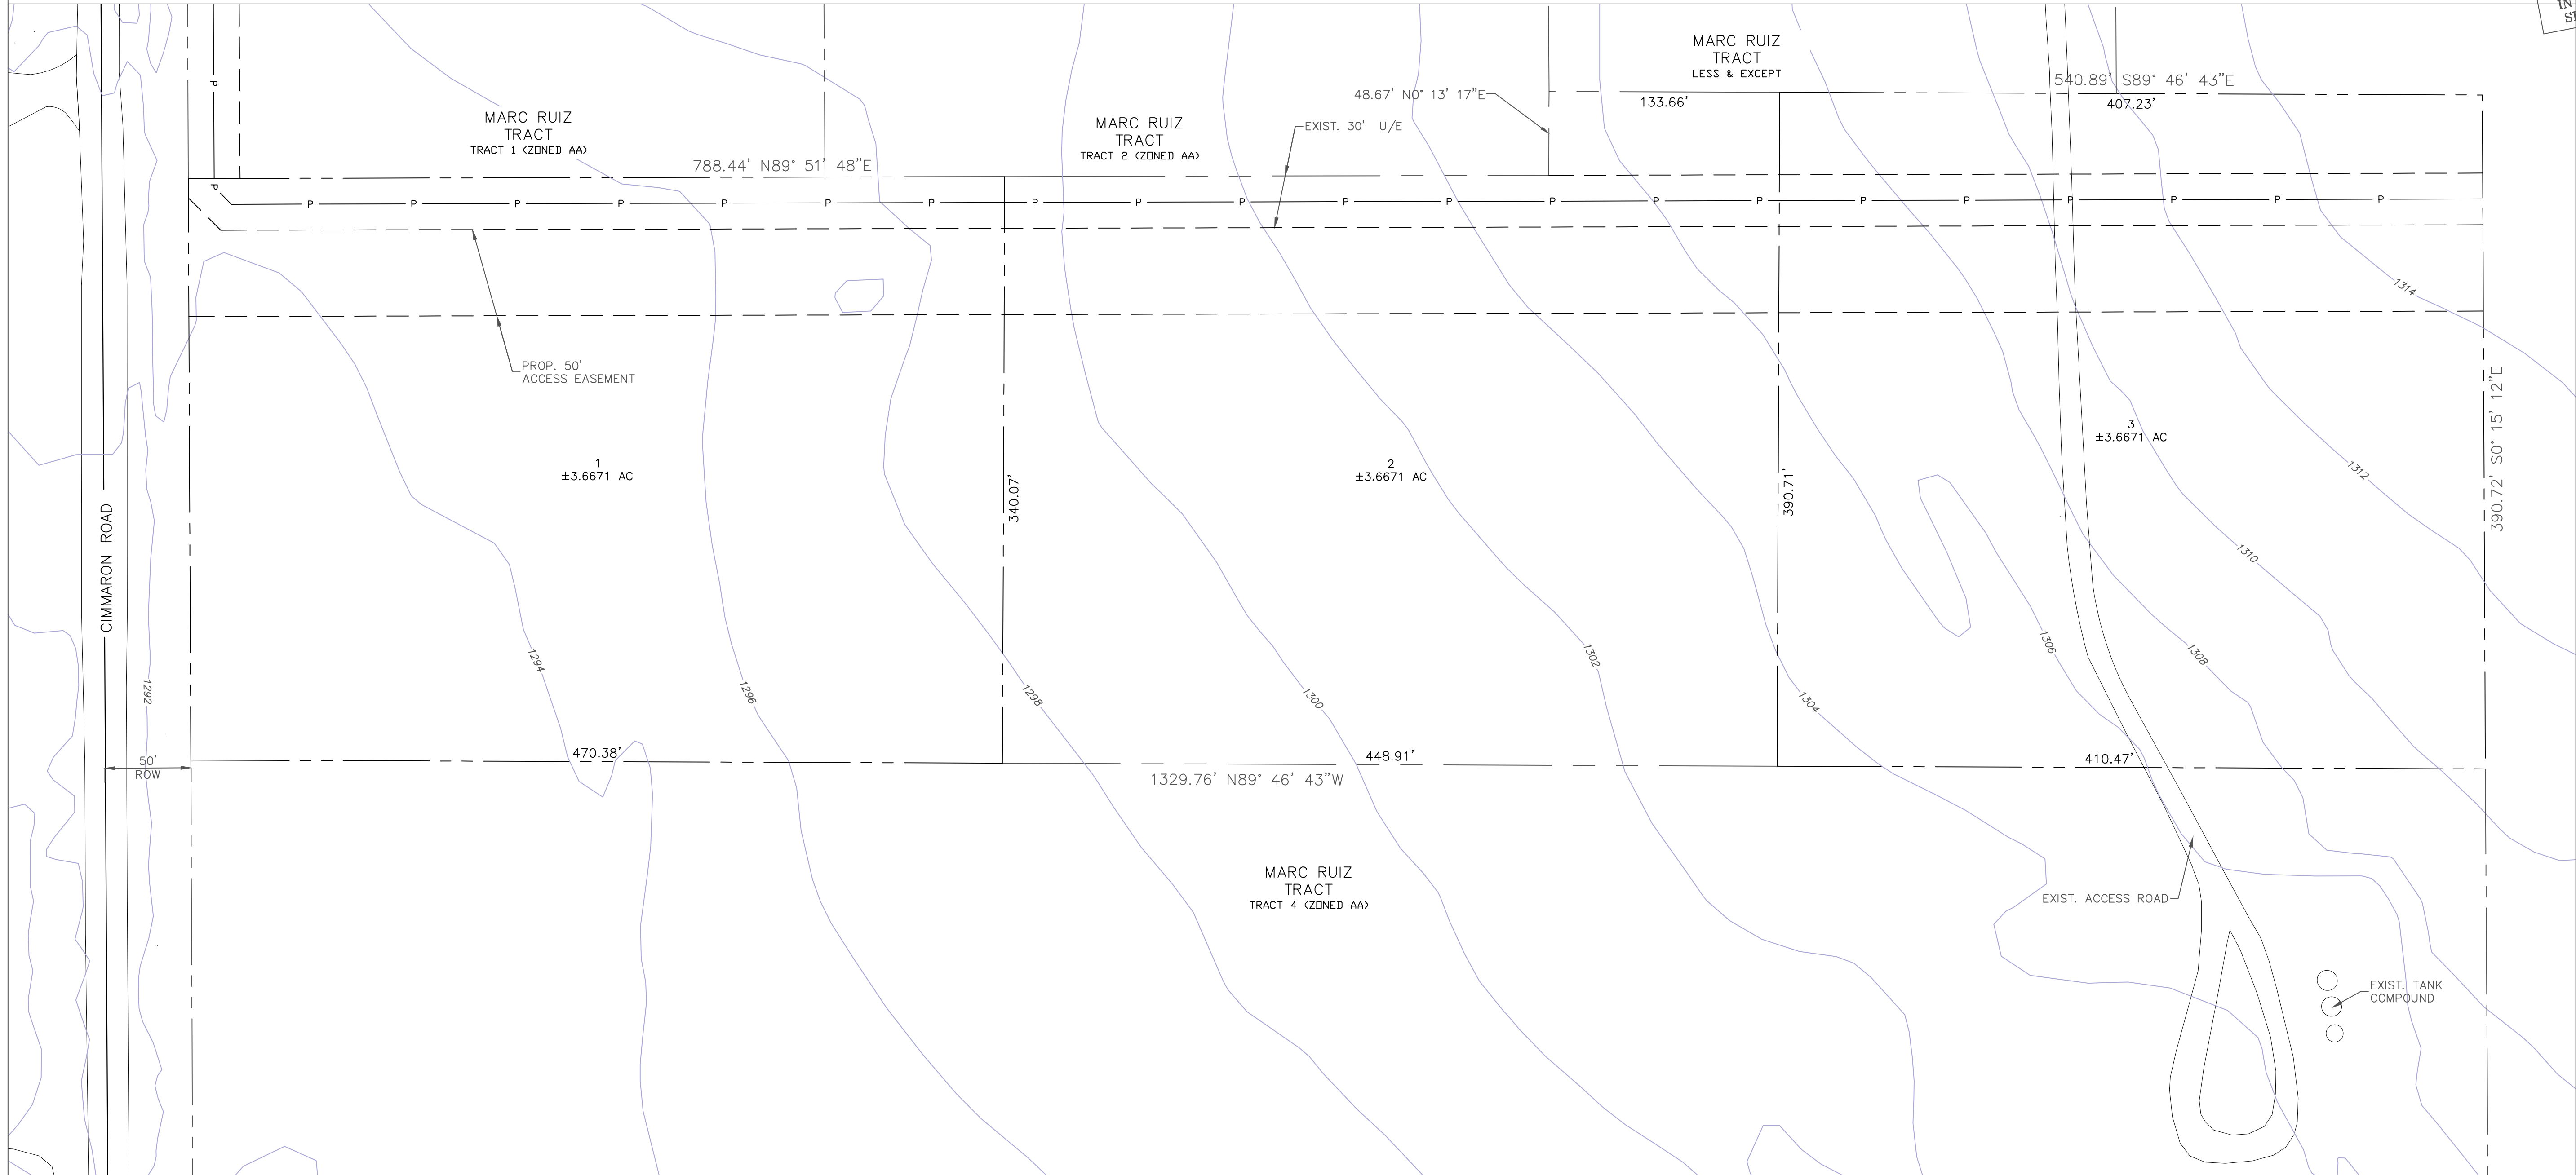 IN
MARC RUIZ
TRACT
LESS & EXCEPT
540.89' S89° 46' 43"E
407.23'
133.66'
48.67' N0° 13' 17"E
MARC RUIZ
TRACT
TRACT 1 (ZONED AA)
MARC RUIZ
TRACT
TRACT 2 (ZONED AA)
EXIST. 30' U/E
788.44' N89° 51' 48"E
P
P
P P P P P P P P P P P P P P P P P P P P P
PROP. 50'
ACCESS EASEMENT
1314
1312
1310
390.72' S0° 15' 12"E
1
±3.6671 AC
2
±3.6671 AC
3
±3.6671 AC
340.07'
390.71'
CIMMARON ROAD
1292
1294
1296
1298
1300
1302
1304
1306
1308
50'
ROW
470.38'
448.91'
410.47'
1329.76' N89° 46' 43"W
MARC RUIZ
TRACT
TRACT 4 (ZONED AA)
EXIST. ACCESS ROAD
EXIST. TANK
COMPOUND